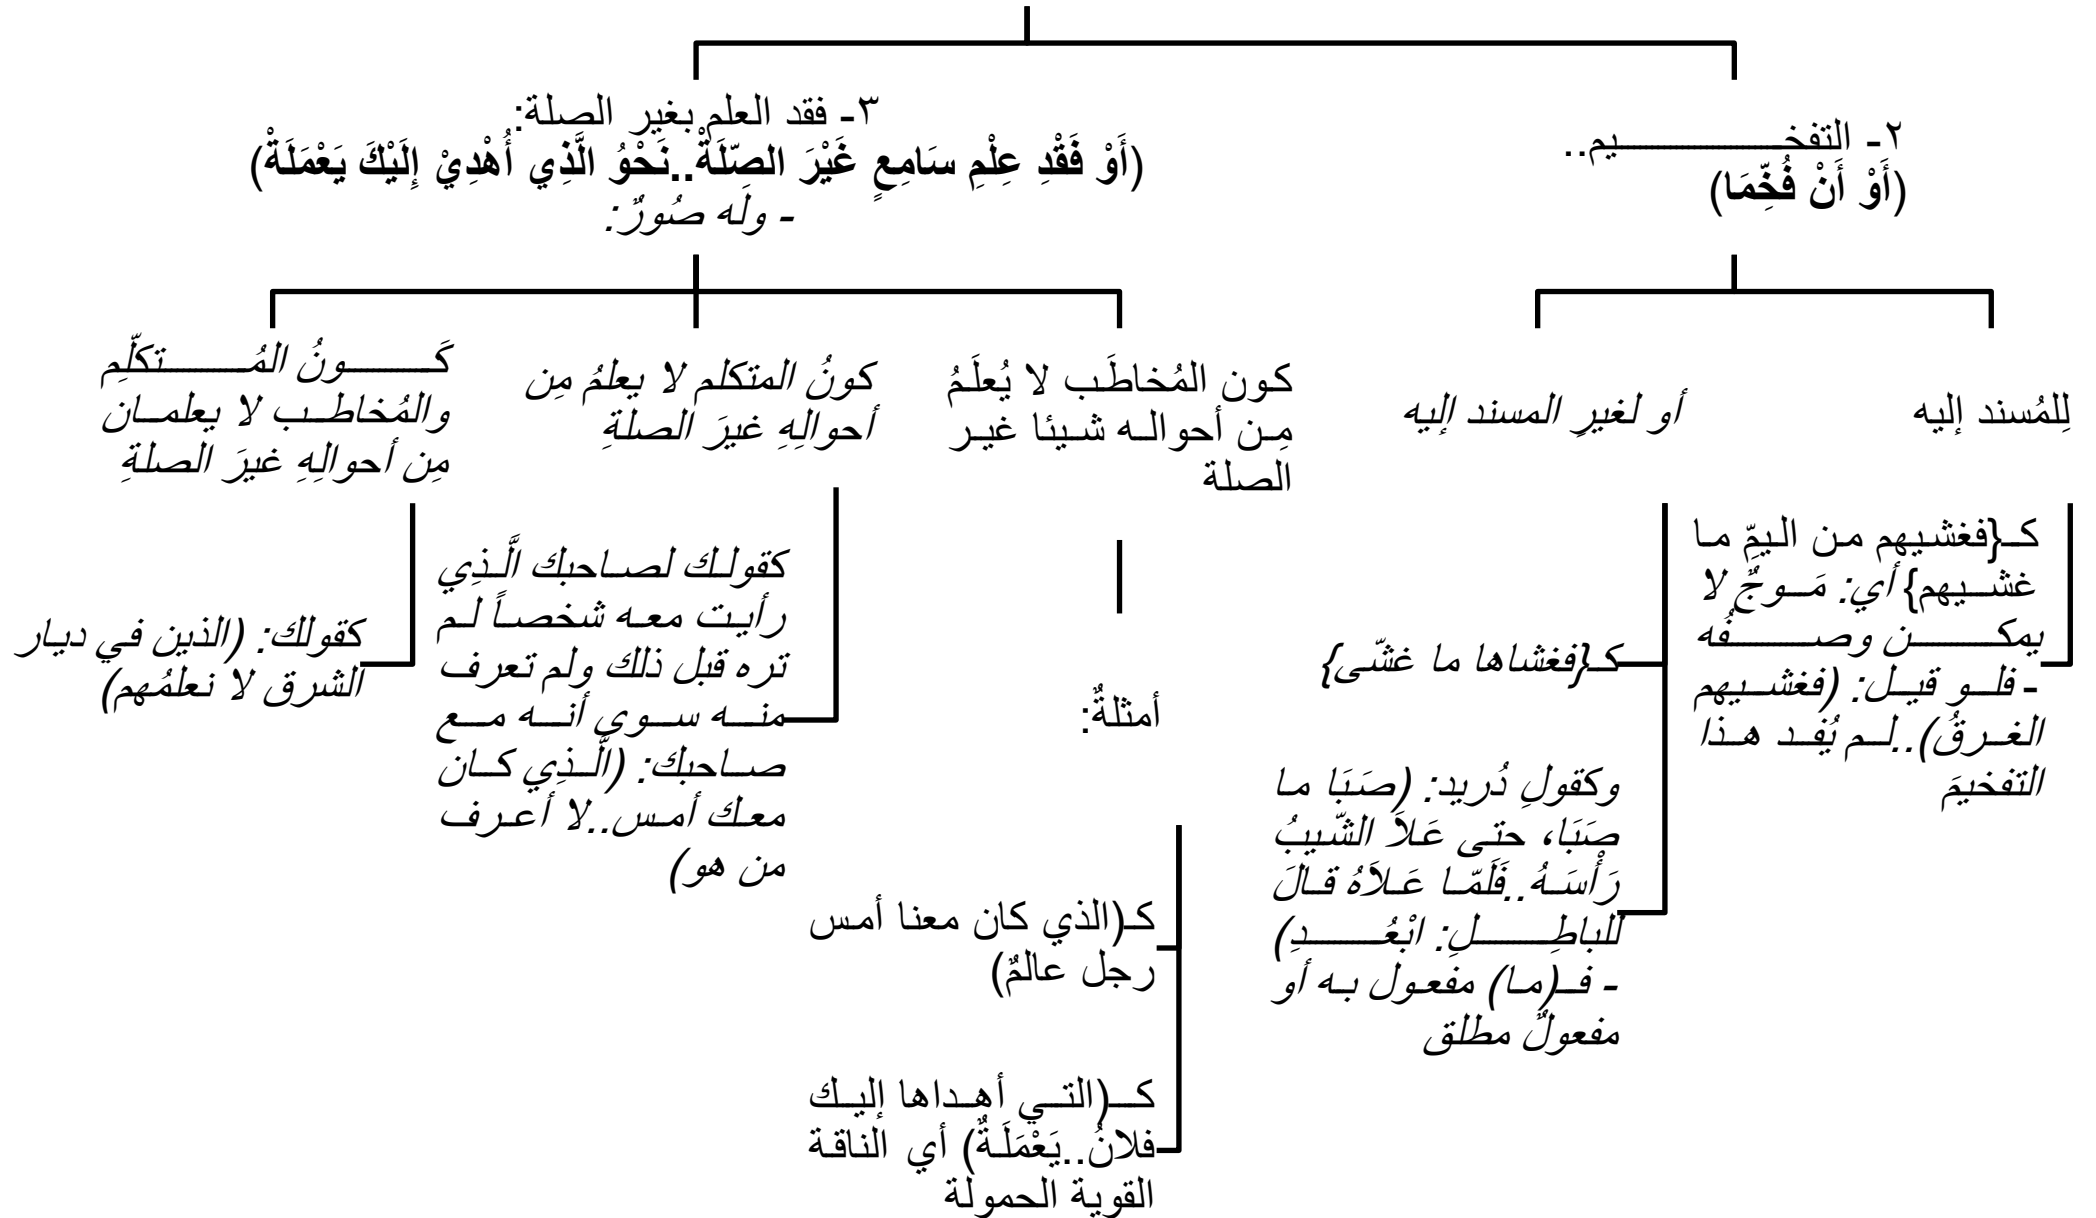 ٢- التفخيم..
(أَوْ أَنْ فُخِّمَا)
لِلمُسند إليه
كـ{فغشيهم من اليمِّ ما
غشيهم} أي: مَوجٌ لا
يمكن وصفُه
- فلو قيل: (فغشيهم
الغرقُ)..لم يُفِد هذا
التفخيمَ
أو لغيرِ المسند إليه
كـ{فغشاها ما غشّى}
وكقولِ دُريد: (صَبَا ما
صَبَا، حتى عَلاَ الشّيبُ
رَأْسَهُ..فَلَمّا عَلاَهُ قالَ
للباطِلِ: ابْعُدِ)
- فـ(ما) مفعول به أو
مفعولٌ مطلق
٣- فقد العلم بغير الصلة:
(أَوْ فَقْدِ عِلْمِ سَامِعٍ غَيْرَ الصِّلَةْ..نَحْوُ الَّذِي أُهْدِيْ إِلَيْكَ يَعْمَلَةْ)
- وله صُورٌ:
كون المُخاطَب لا يُعلَمُ
مِن أحواله شيئا غير
الصلة
أمثلةٌ:
كـ(الذي كان معنا أمس
رجل عالمٌ)
كـ(التي أهداها إليك
فلانٌ..يَعْمَلَةٌ) أي الناقة
القوية الحمولة
كونُ المتكلم لا يعلمُ مِن
أحوالِهِ غيرَ الصلةِ
كقولك لصاحبك الَّذِي
رأيت معه شخصاً لم
تره قبل ذلك ولم تعرف
منه سوى أنه مع
صاحبك: (الَّذِي كان
معك أمس..لا أعرف
من هو)
كَونُ المُتكلّمِ
والمُخاطب لا يعلمان
مِن أحوالِهِ غيرَ الصلةِ
كقولك: (الذين في ديار
الشرق لا نعلمُهم)